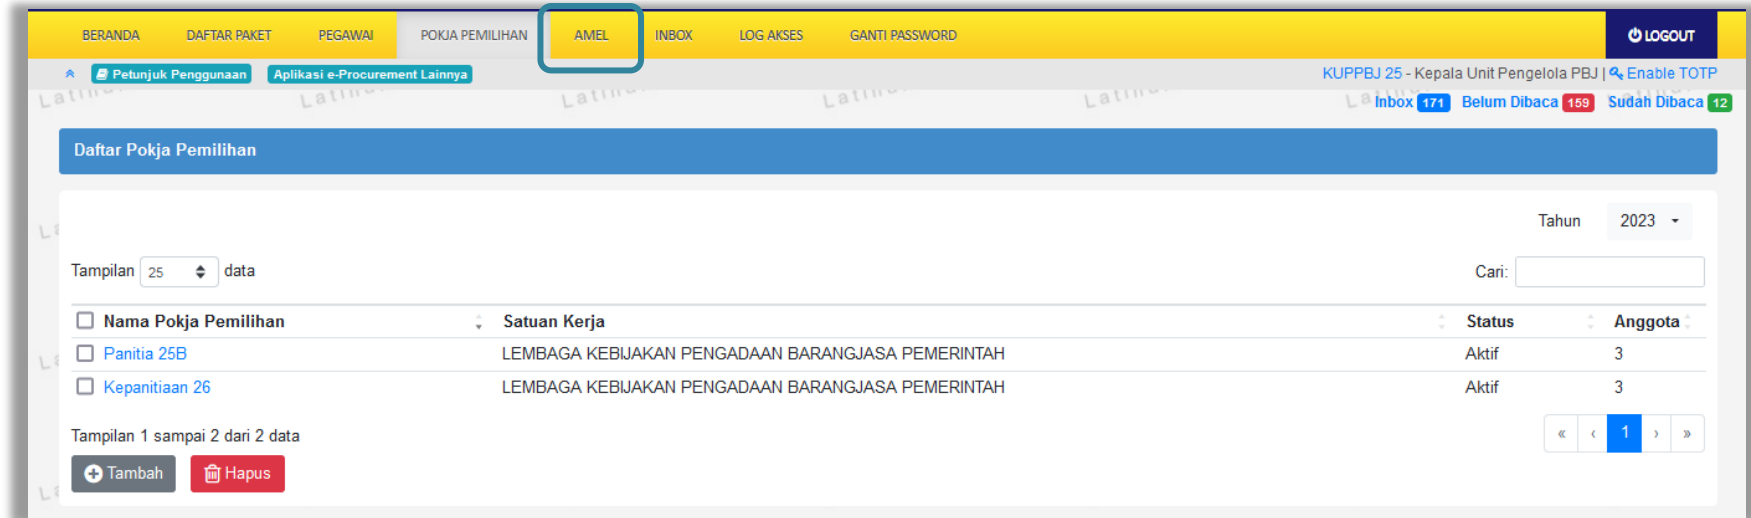 BERANDA DAFTAR PAKET PEGAWAI POKJA PEMILIHAN AMEL INBOX LOG AKSES GANTI PASSWORD LOGOUT
Petunjuk Penggunaan Aplikasi e-Procurement Lainnya KUPPBJ 25 - Kepala Unit Pengelola PBJ | Enable TOTP
Inbox 171 Belum Dibaca 159 Sudah Dibaca 12
Daftar Pokja Pemilihan
Tahun 2023
Tampilan 25 data Cari:
Nama Pokja Pemilihan Satuan Kerja Status Anggota
Panitia 25B LEMBAGA KEBIJAKAN PENGADAAN BARANGJASA PEMERINTAH Aktif 3
Kepanitiaan 26 LEMBAGA KEBIJAKAN PENGADAAN BARANGJASA PEMERINTAH Aktif 3
Tampilan 1 sampai 2 dari 2 data « ‹ 1 › »
Tambah Hapus